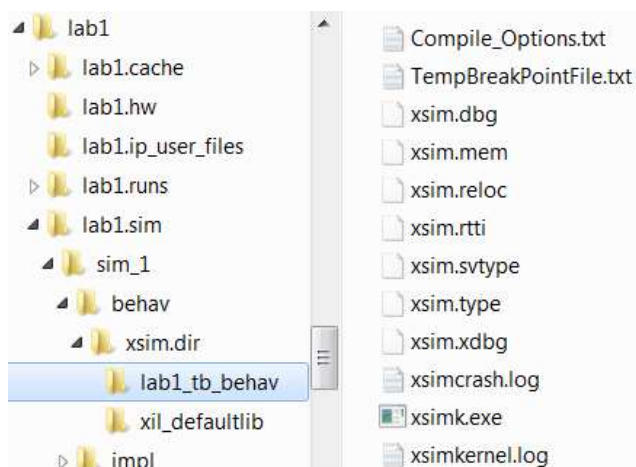 lab1
lab1.cache
lab1.hw
lab1.ip_user_files
lab1.runs
lab1.sim
sim_1
behav
xsim.dir
lab1_tb_behav
xil_defaultlib
impl
Compile_Options.txt
TempBreakPointFile.txt
xsim.dbg
xsim.mem
xsim.reloc
xsim.rtti
xsim.svtype
xsim.type
xsim.xdbg
xsimcrash.log
xsimk.exe
xsimkernel.log